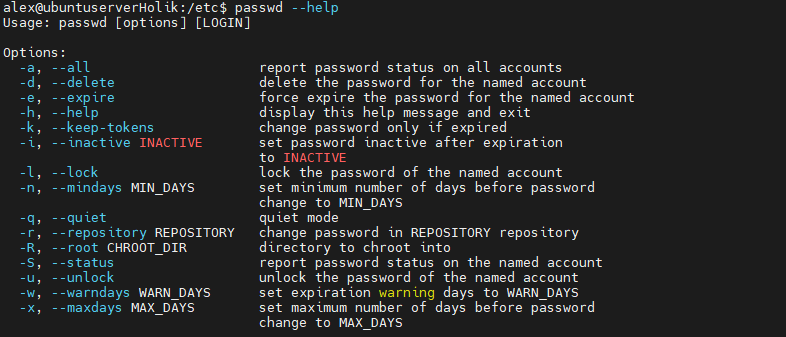 alex@ubuntuserverHolik:/etc$ passwd --help
Usage: passwd [options] [LOGIN]

Options:
  -a, --all                     report password status on all accounts
  -d, --delete                  delete the password for the named account
  -e, --expire                  force expire the password for the named account
  -h, --help                    display this help message and exit
  -k, --keep-tokens             change password only if expired
  -i, --inactive INACTIVE       set password inactive after expiration
                                to INACTIVE
  -l, --lock                    lock the password of the named account
  -n, --mindays MIN_DAYS        set minimum number of days before password
                                change to MIN_DAYS
  -q, --quiet                   quiet mode
  -r, --repository REPOSITORY   change password in REPOSITORY repository
  -R, --root CHROOT_DIR         directory to chroot into
  -S, --status                  report password status on the named account
  -u, --unlock                  unlock the password of the named account
  -w, --warndays WARN_DAYS      set expiration warning days to WARN_DAYS
  -x, --maxdays MAX_DAYS        set maximum number of days before password
                                change to MAX_DAYS